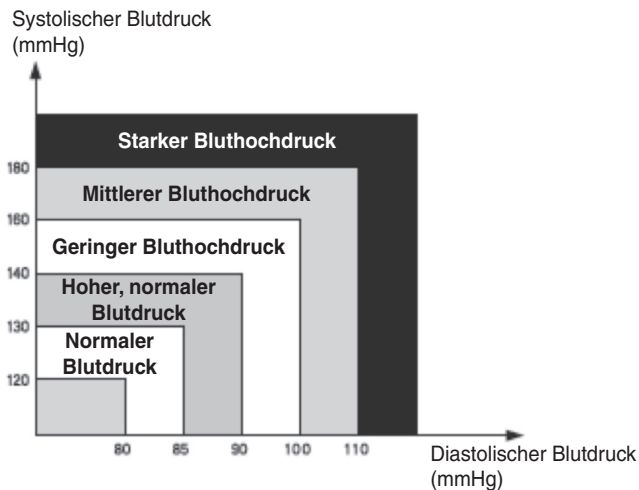 Systolischer Blutdruck
(mmHg)
Starker Bluthochdruck
180
Mittlerer Bluthochdruck
160
Geringer Bluthochdruck
140
Hoher, normaler
Blutdruck
130
Normaler
Blutdruck
120
80 85 90 100 110
Diastolischer Blutdruck
(mmHg)